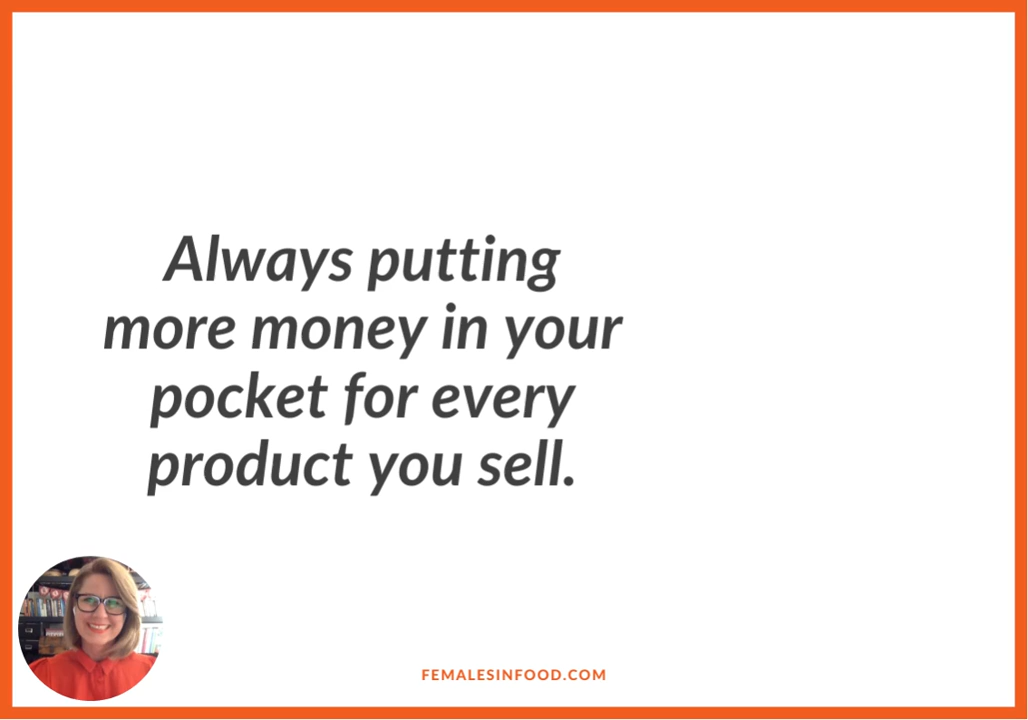 Always putting
more money in your
pocket for every
product you sell.
FEMALESINFOOD.COM